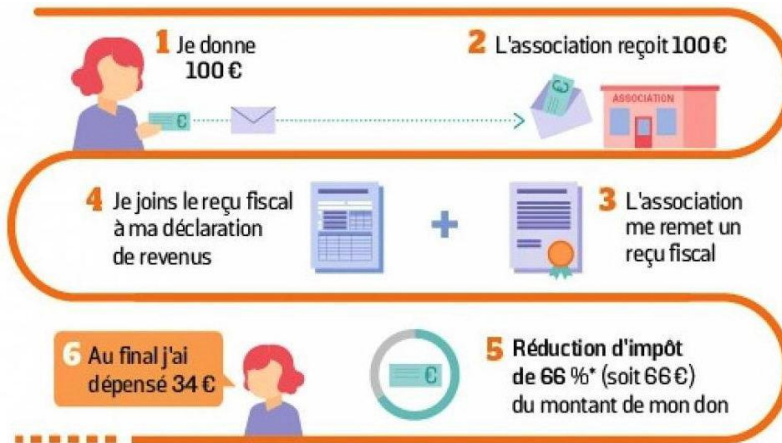 1 Je donne
100 €
2 L'association reçoit 100 €
ASSOCIATION
3 L'association
me remet un
reçu fiscal
4 Je joins le reçu fiscal
à ma déclaration
de revenus
+
5 Réduction d'impôt
de 66 %* (soit 66 €)
du montant de mon don
6 Au final j'ai
dépensé 34 €